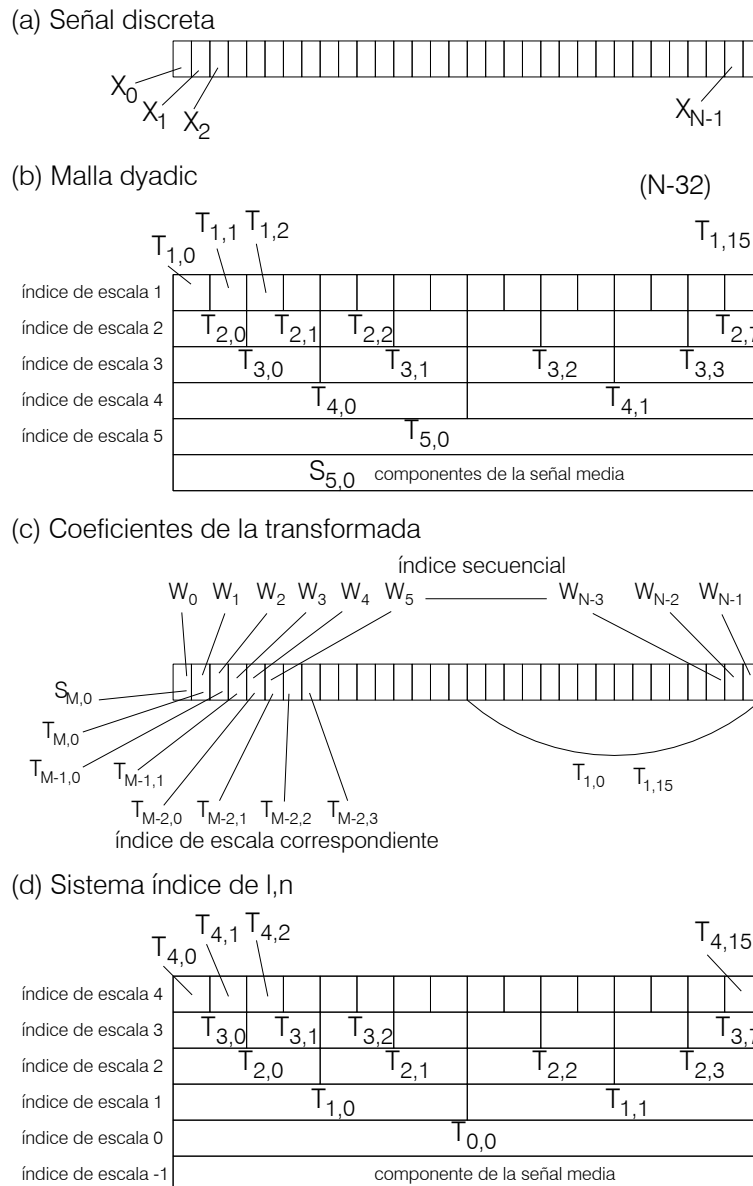 (a) Señal discreta
X0
X1
X2
XN-1
(b) Malla dyadic
(N-32)
T1,0
T1,1
T1,2
T1,15
índice de escala 1
índice de escala 2
T2,0
T2,1
T2,2
T2,7
índice de escala 3
T3,0
T3,1
T3,2
T3,3
índice de escala 4
T4,0
T4,1
índice de escala 5
T5,0
S5,0 componentes de la señal media
(c) Coeficientes de la transformada
índice secuencial
W0 W1 W2 W3 W4 W5 WN-3 WN-2 WN-1
SM,0
TM,0
TM-1,0
TM-1,1
TM-2,0
TM-2,1
TM-2,2
TM-2,3
T1,0
T1,15
índice de escala correspondiente
(d) Sistema índice de l,n
T4,0
T4,1
T4,2
T4,15
índice de escala 4
índice de escala 3
T3,0
T3,1
T3,2
T3,7
índice de escala 2
T2,0
T2,1
T2,2
T2,3
índice de escala 1
T1,0
T1,1
índice de escala 0
T0,0
índice de escala -1
componente de la señal media